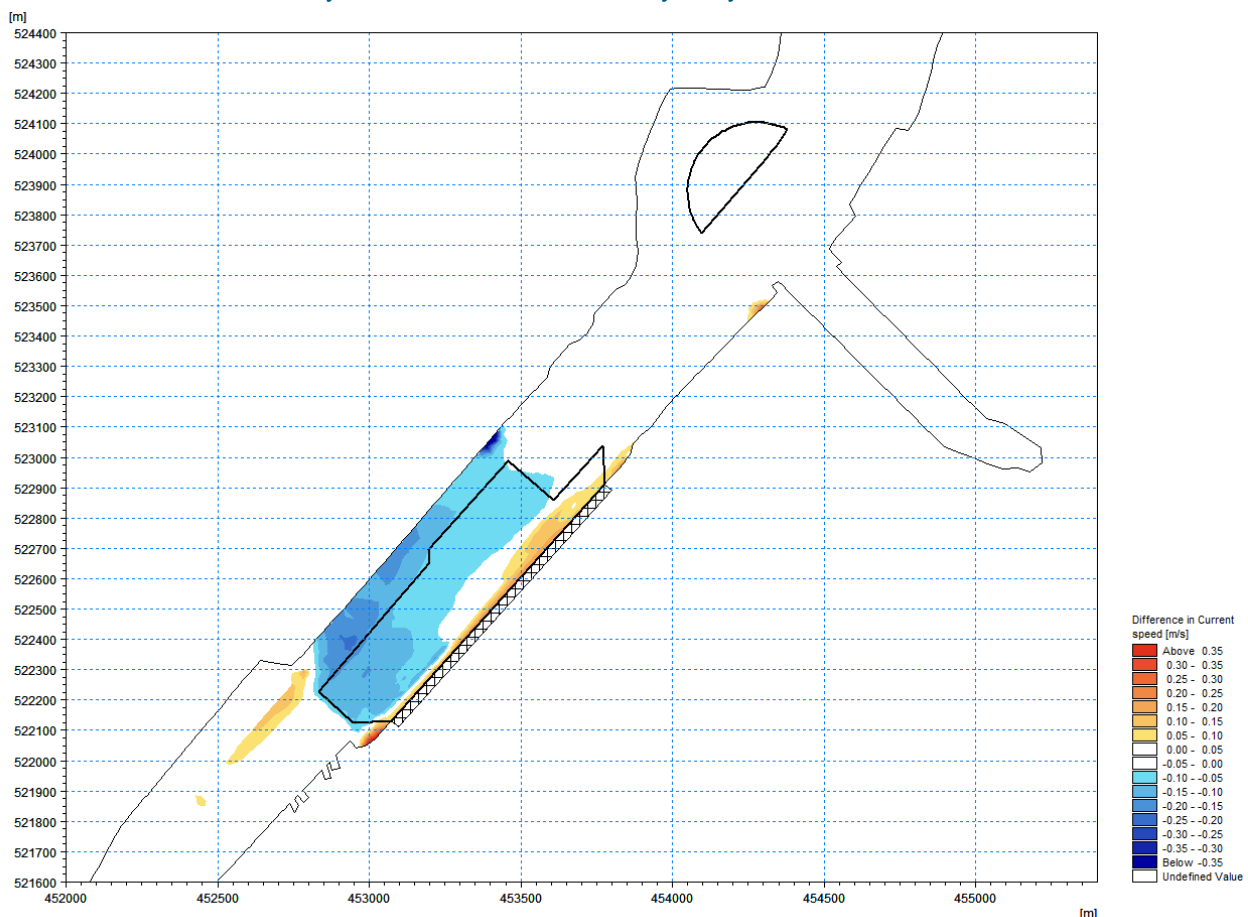 [m]
524400
524300
524200
524100
524000
523900
523800
523700
523600
523500
523400
523300
523200
523100
523000
522900
522800
522700
522600
522500
522400
522300
522200
522100
522000
521900
521800
521700
521600
452000 452500 453000 453500 454000 454500 455000
[m]
Difference in Current
speed [m/s]
Above 0.35
0.30 - 0.35
0.25 - 0.30
0.20 - 0.25
0.15 - 0.20
0.10 - 0.15
0.05 - 0.10
0.00 - 0.05
-0.05 - 0.00
-0.10 - -0.05
-0.15 - -0.10
-0.20 - -0.15
-0.25 - -0.20
-0.30 - -0.25
-0.35 - -0.30
Below -0.35
Undefined Value